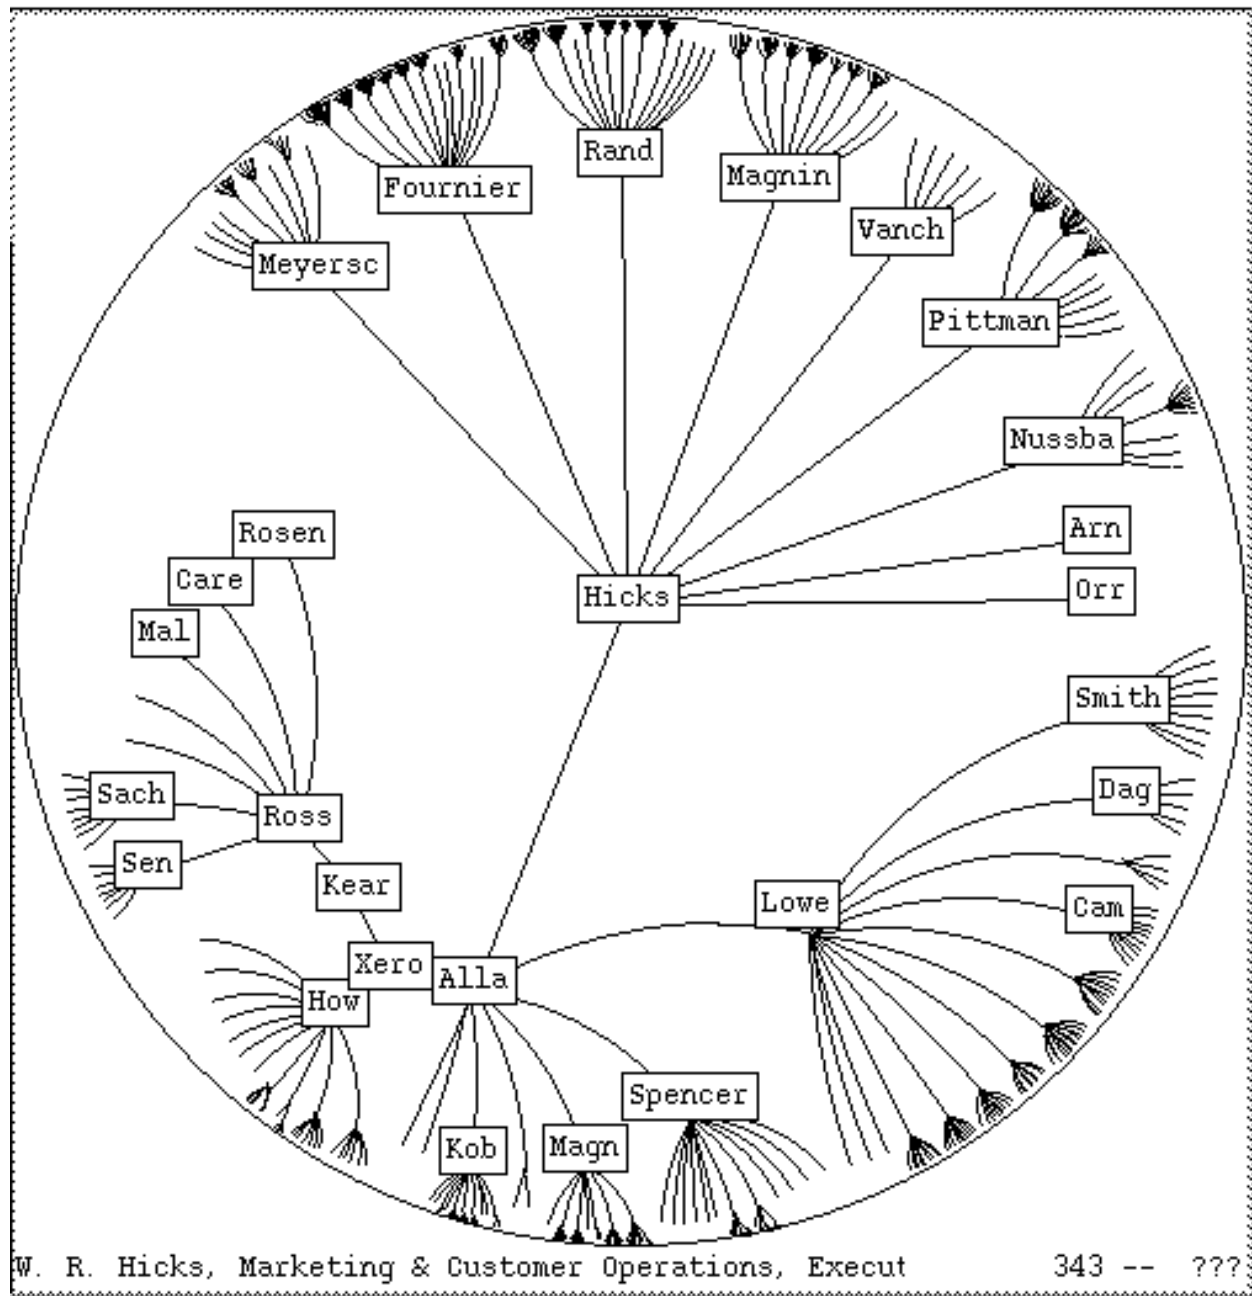 Rand
Magnin
Fournier
Vanch
Meyersc
Pittman
Nussba
Arn
Rosen
Care
Hicks
Orr
Mal
Smith
Sach
Dag
Ross
Sen
Kear
Lowe
Cam
Xero
Alla
How
Spencer
Kob
Magn
W. R. Hicks, Marketing & Customer Operations, Execut 343 -- ???